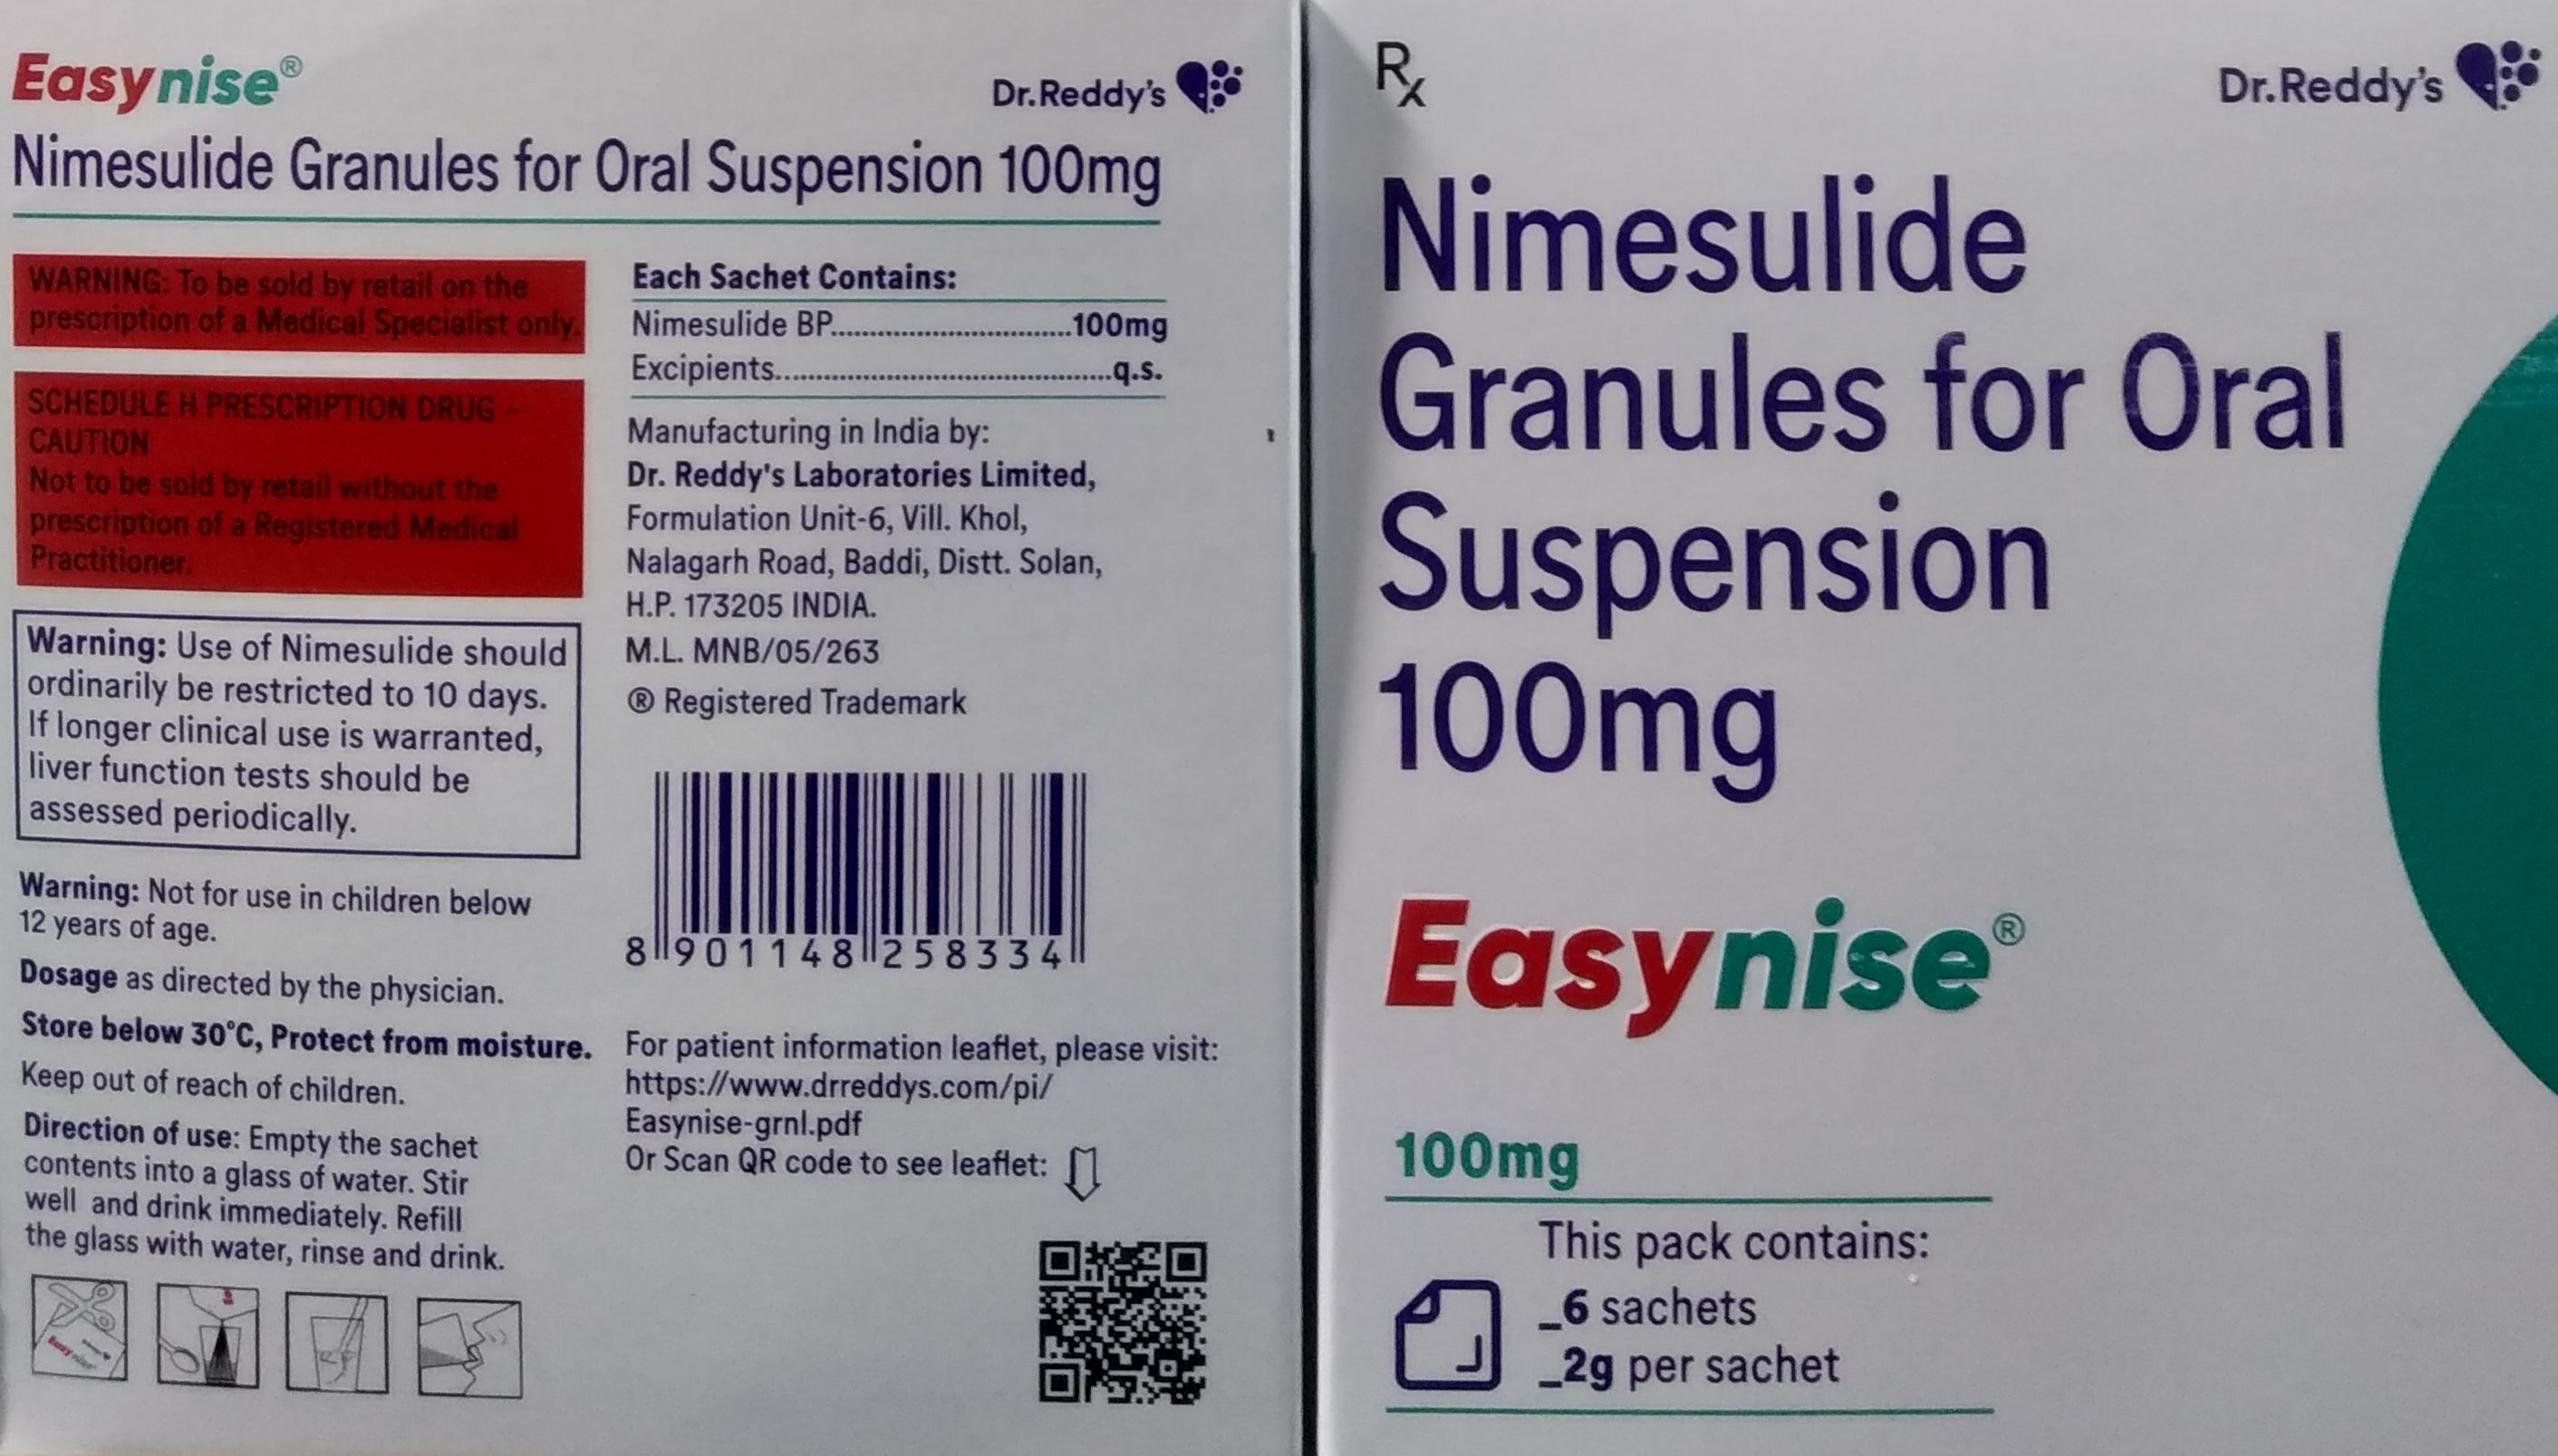 Easynise®
Dr.Reddy's
Nimesulide Granules for Oral Suspension 100mg
WARNING: To be sold by retail on the
prescription of a Medical Specialist only.
SCHEDULE H PRESCRIPTION DRUG -
CAUTION
Not to be sold by retail without the
prescription of a Registered Medical
Practitioner.
Warning: Use of Nimesulide should
ordinarily be restricted to 10 days.
If longer clinical use is warranted,
liver function tests should be
assessed periodically.
Warning: Not for use in children below
12 years of age.
Dosage as directed by the physician.
Store below 30°C, Protect from moisture.
Keep out of reach of children.
Direction of use: Empty the sachet
contents into a glass of water. Stir
well and drink immediately. Refill
the glass with water, rinse and drink.
Each Sachet Contains:
Nimesulide BP.............................100mg
Excipients.........................................q.s.
Manufacturing in India by:
Dr. Reddy's Laboratories Limited,
Formulation Unit-6, Vill. Khol,
Nalagarh Road, Baddi, Distt. Solan,
H.P. 173205 INDIA.
M.L. MNB/05/263
® Registered Trademark
8 901148 258334
For patient information leaflet, please visit:
https://www.drreddys.com/pi/
Easynise-grnl.pdf
Or Scan QR code to see leaflet:
Rx
Dr.Reddy's
Nimesulide
Granules for Oral
Suspension
100mg
Easynise®
100mg
This pack contains:
_6 sachets
_2g per sachet